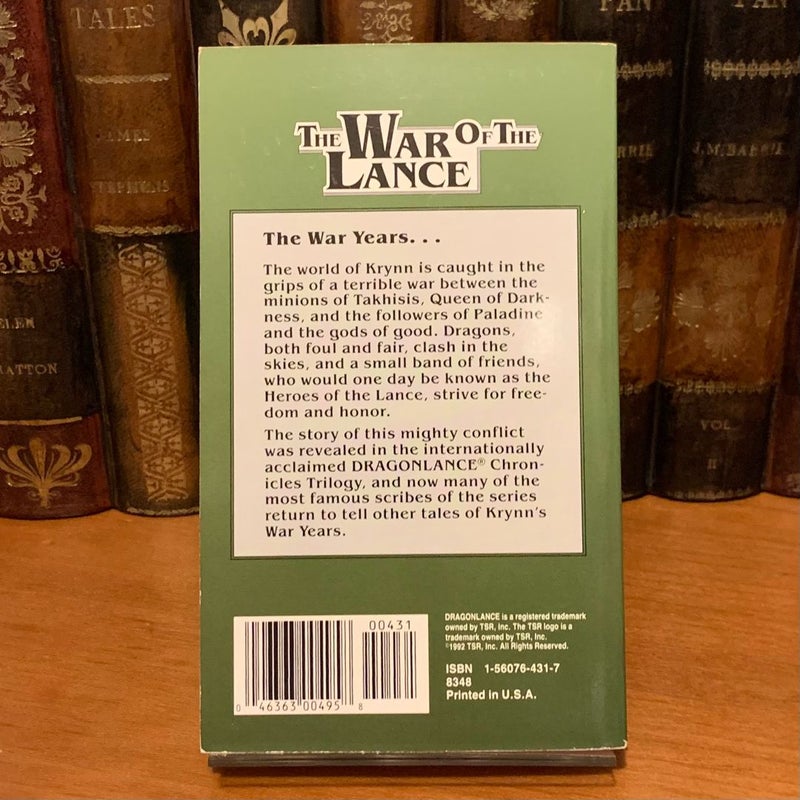 TALES
JAMES
STEPHENS
PAN
PAN
J.M. BARRIE
VOL
II
THE WAR OF THE
LANCE
The War Years. . .
The world of Krynn is caught in the
grips of a terrible war between the
minions of Takhisis, Queen of Dark-
ness, and the followers of Paladine
and the gods of good. Dragons,
both foul and fair, clash in the
skies, and a small band of friends,
who would one day be known as the
Heroes of the Lance, strive for free-
dom and honor.
The story of this mighty conflict
was revealed in the internationally
acclaimed DRAGONLANCE® Chron-
icles Trilogy, and now many of the
most famous scribes of the series
return to tell other tales of Krynn's
War Years.
00431
0 46363 00495 8
DRAGONLANCE is a registered trademark
owned by TSR, Inc. The TSR logo is a
trademark owned by TSR, Inc.
©1992 TSR, Inc. All Rights Reserved.
ISBN 1-56076-431-7
8348
Printed in U.S.A.